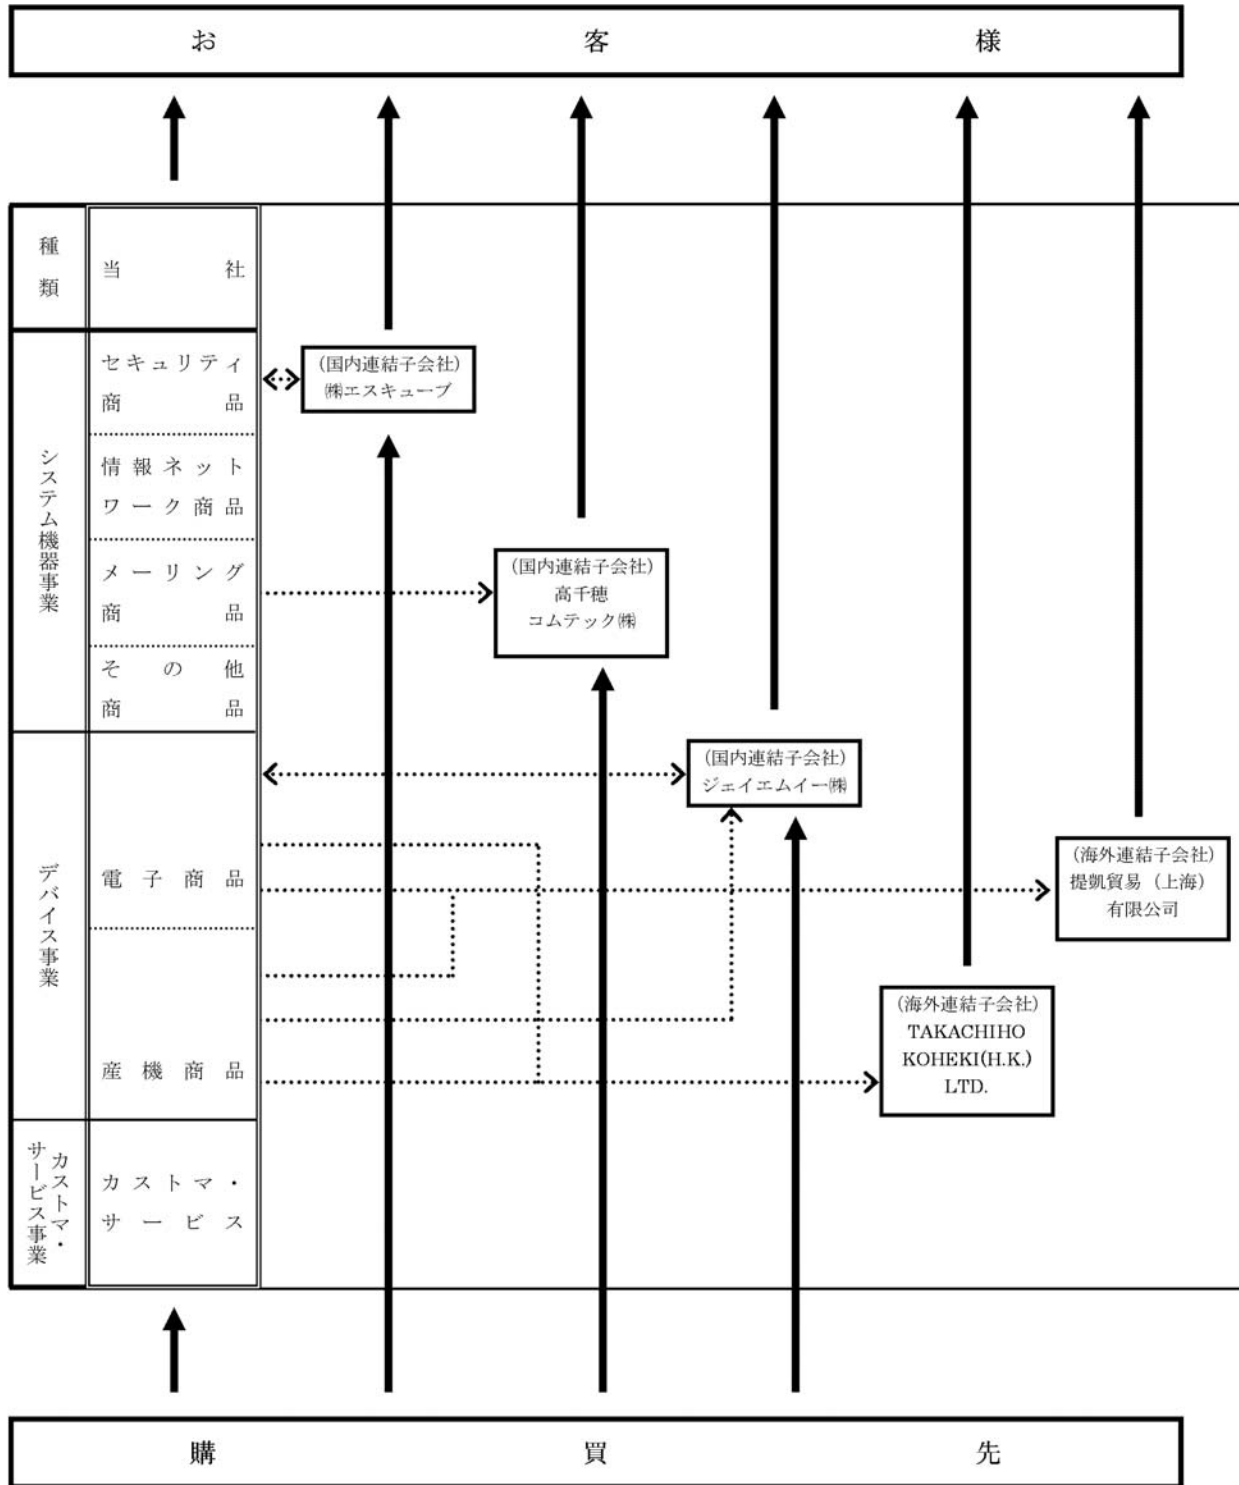 お客様
種類
当社
システム機器事業
セキュリティ
商品
(国内連結子会社)
㈱エスキューブ
情報ネット
ワーク商品
メーリング
商品
(国内連結子会社)
高千穂
コムテック㈱
その他
商品
デバイス事業
(国内連結子会社)
ジェイエムイー㈱
電子商品
(海外連結子会社)
提凱貿易（上海）
有限公司
産機商品
(海外連結子会社)
TAKACHIHO
KOHEKI(H.K.)
LTD.
カストマ・
サービス事業
カストマ・
サービス
購買先